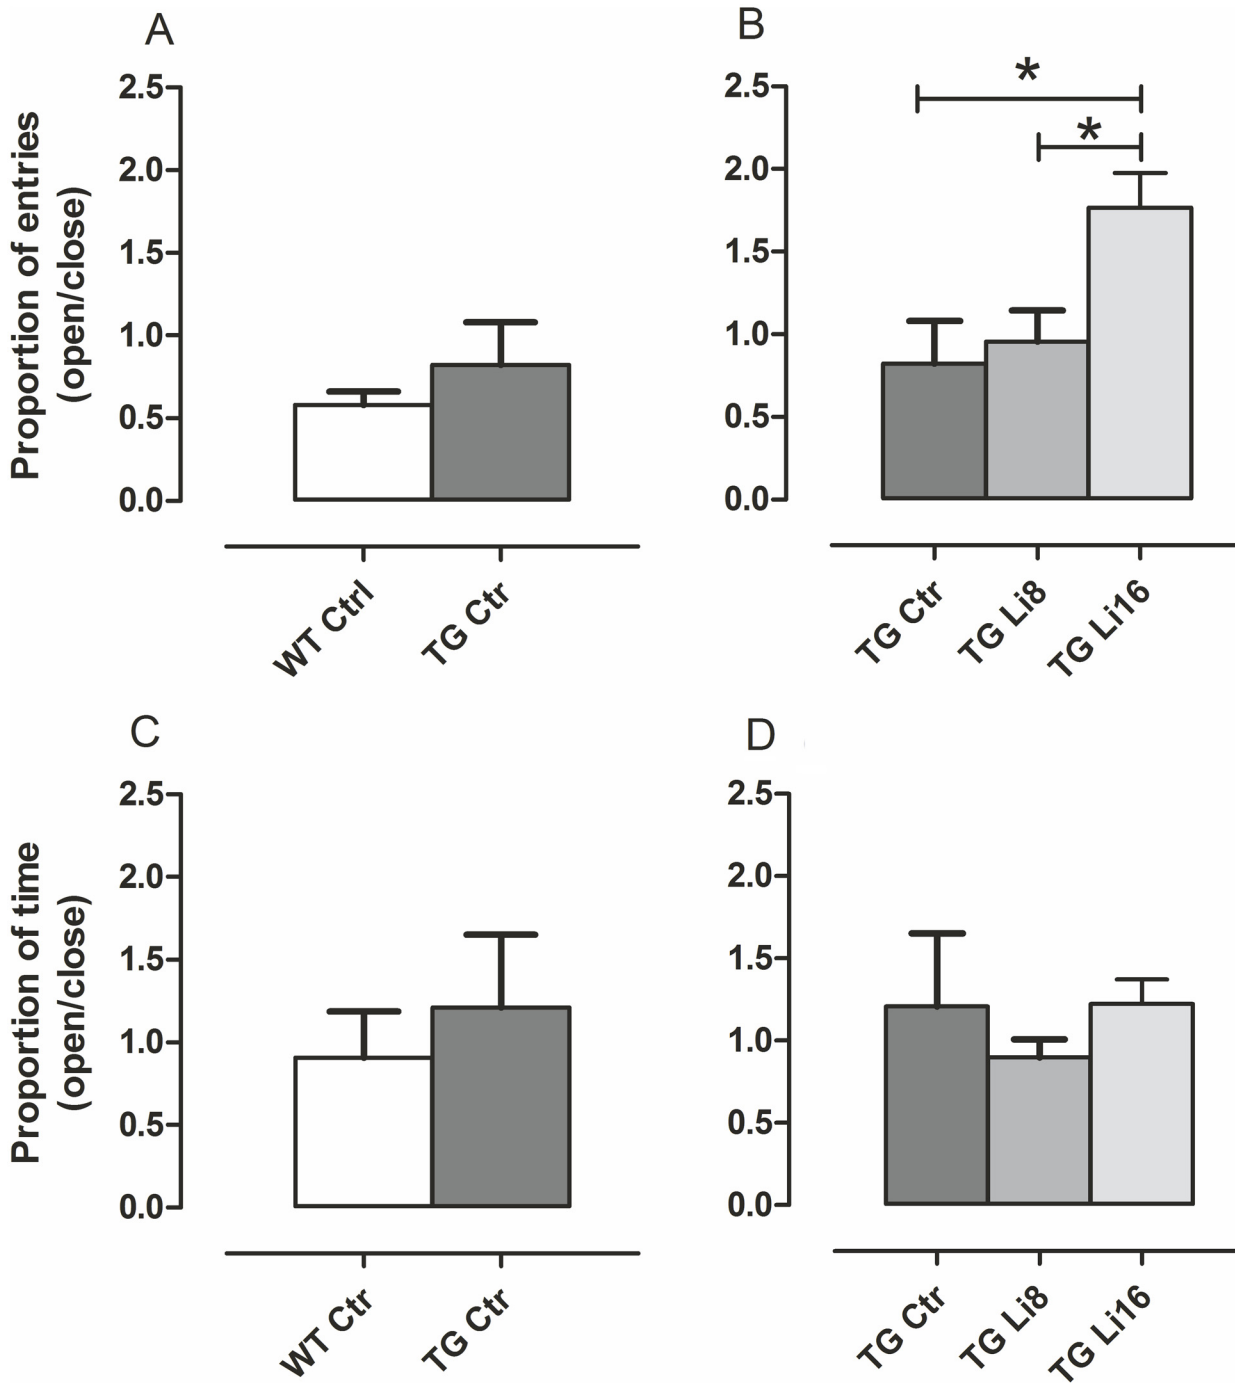 A
Proportion of entries
(open/close)
2.5
2.0
1.5
1.0
0.5
0.0
WT Ctrl
TG Ctr
B
2.5
2.0
1.5
1.0
0.5
0.0
*
*
TG Ctr
TG Li8
TG Li16
C
Proportion of time
(open/close)
2.5
2.0
1.5
1.0
0.5
0.0
WT Ctr
TG Ctr
D
2.5
2.0
1.5
1.0
0.5
0.0
TG Ctr
TG Li8
TG Li16